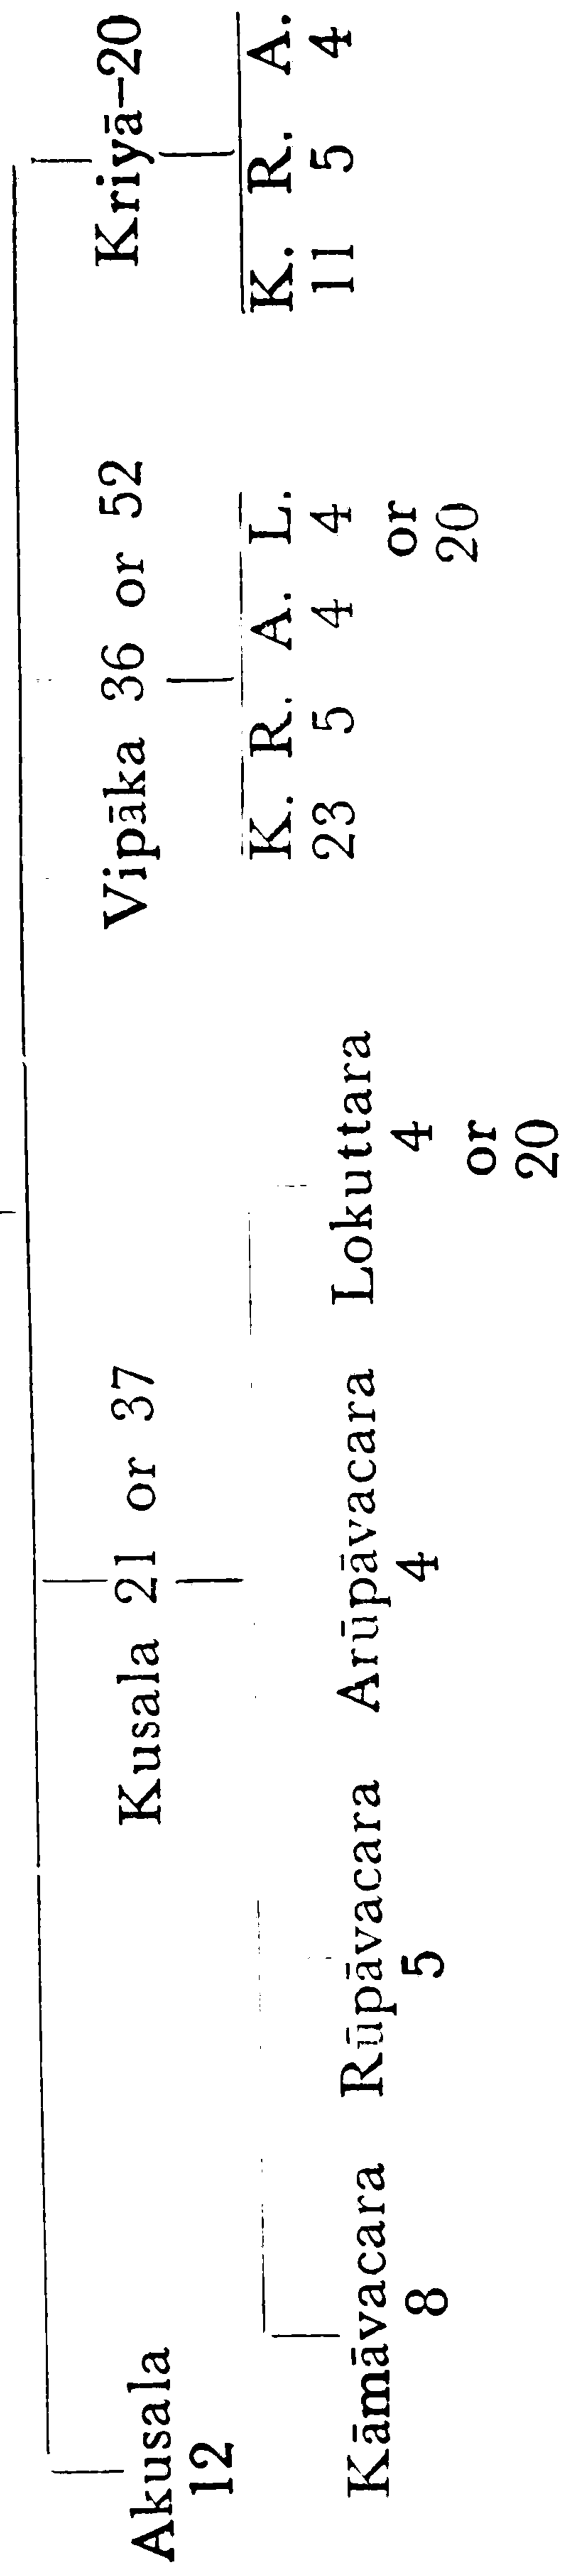 Akusala
12
Kusala 21 or 37
Kāmāvacara
8
Rūpāvacara
5
Arūpāvacara
4
Lokuttara
4
or
20
Vipāka 36 or 52
K. R. A. L.
23 5 4 4
or
20
Kriyā–20
K. R. A.
11 5 4